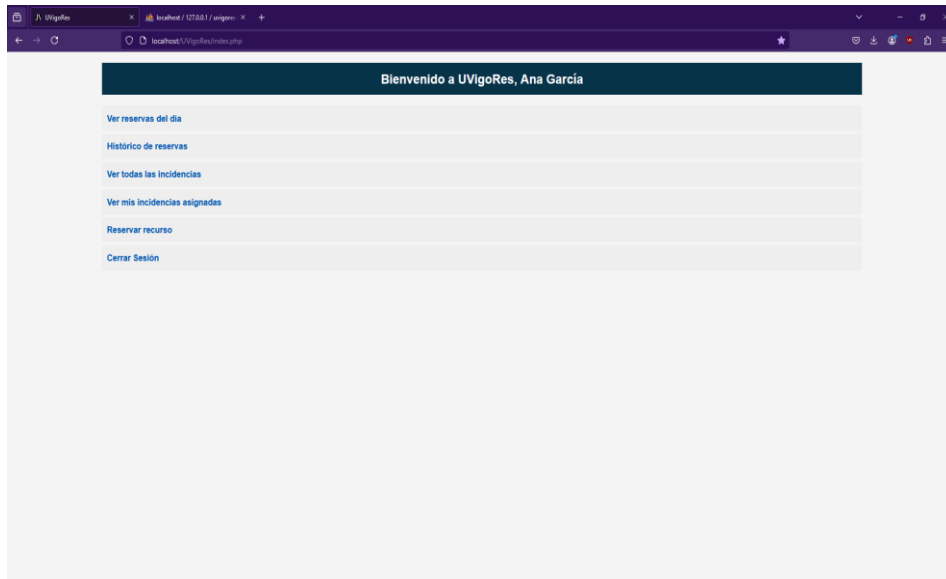 UVigoRes
localhost / 127.0.0.1 / uvigores
localhost/UVigoRes/index.php
Bienvenido a UVIgoRes, Ana García
Ver reservas del día
Histórico de reservas
Ver todas las incidencias
Ver mis incidencias asignadas
Reservar recurso
Cerrar Sesión